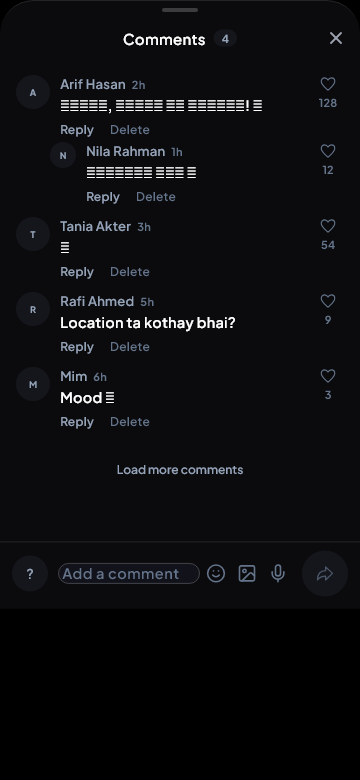 Comments 4
A
Arif Hasan 2h
128
Reply Delete
N
Nila Rahman 1h
12
Reply Delete
T
Tania Akter 3h
54
Reply Delete
R
Rafi Ahmed 5h
Location ta kothay bhai?
9
Reply Delete
M
Mim 6h
Mood
3
Reply Delete
Load more comments
? Add a comment